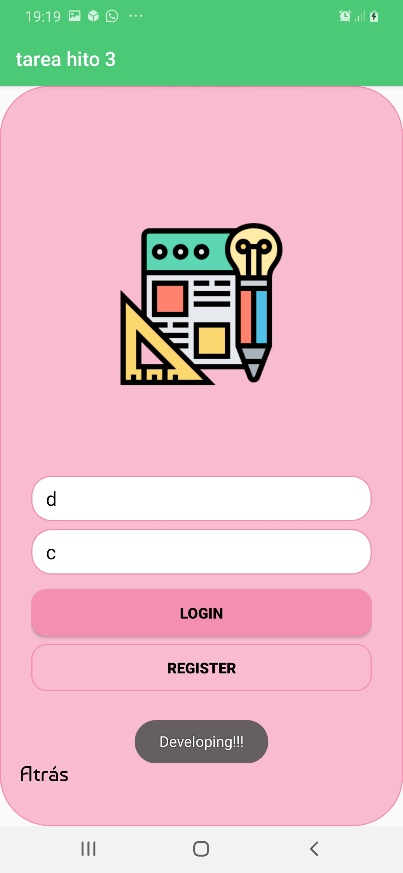 19:19
tarea hito 3
d
c
LOGIN
REGISTER
Developing!!!
Atrás